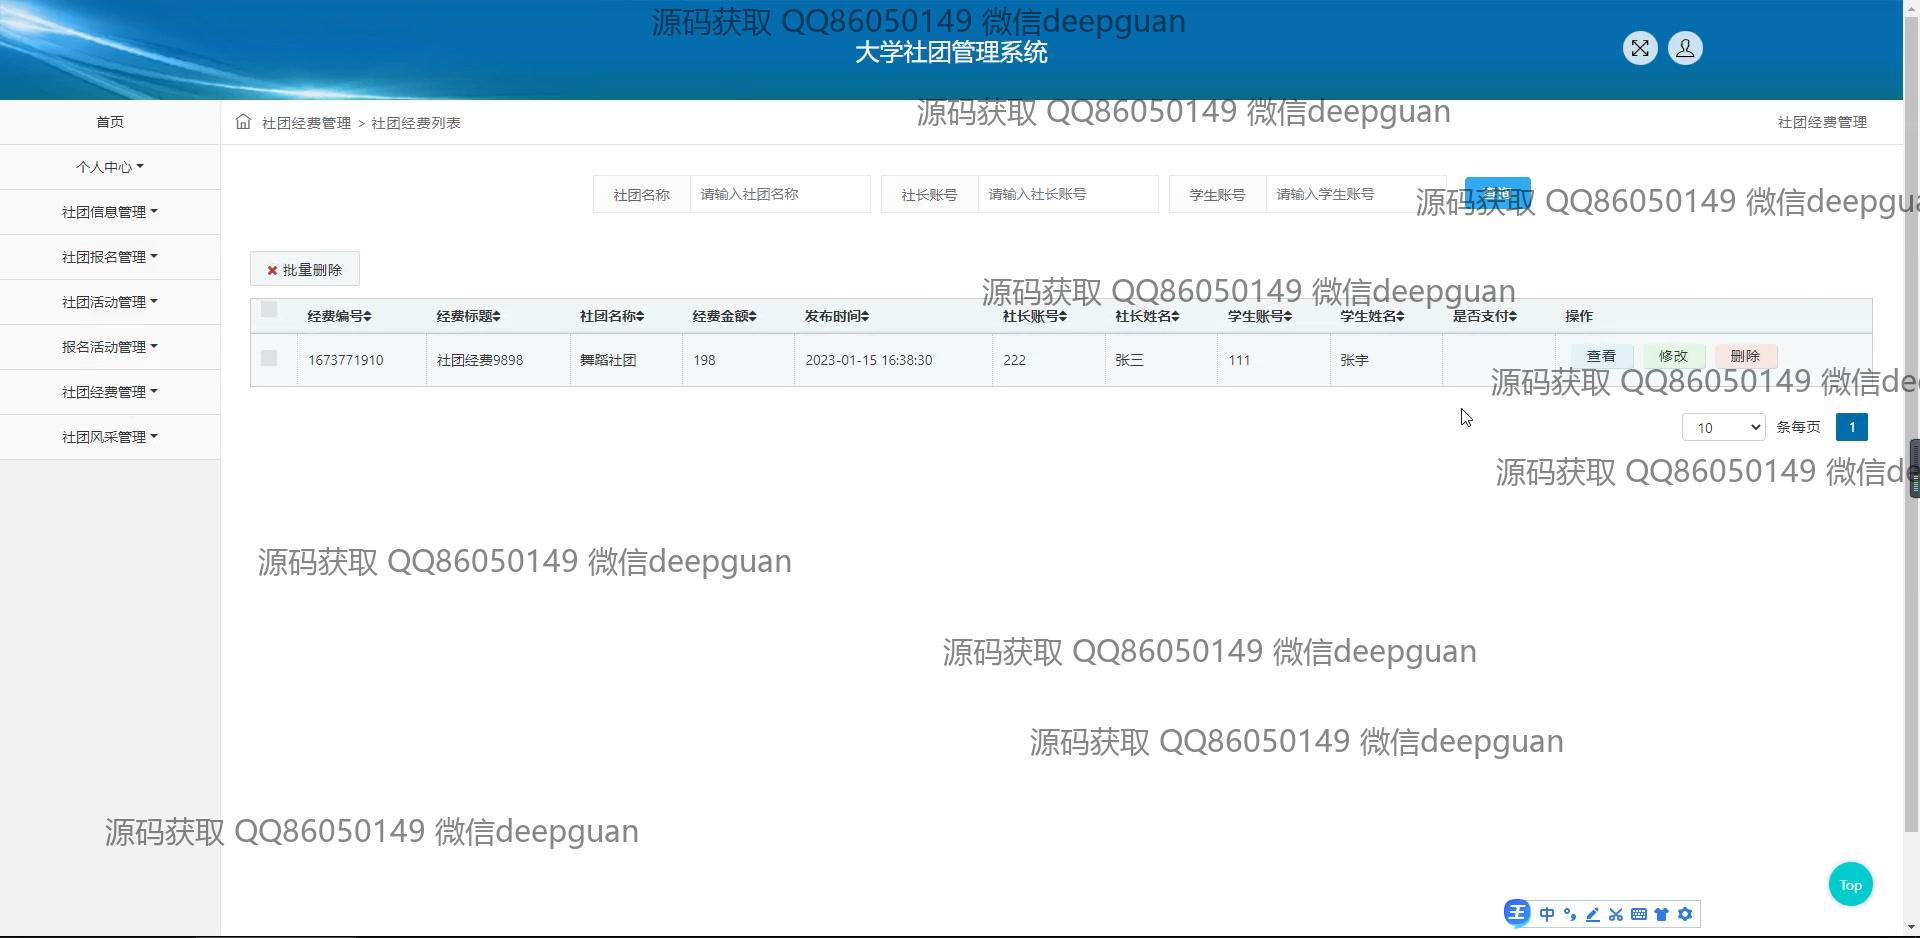 源码获取 QQ86050149 微信deepguan
大学社团管理系统
首页
个人中心
社团信息管理
社团报名管理
社团活动管理
报名活动管理
社团经费管理
社团风采管理
社团经费管理 > 社团经费列表
源码获取 QQ86050149 微信deepguan
社团经费管理
社团名称 请输入社团名称 社长账号 请输入社长账号 学生账号 请输入学生账号 查询
源码获取 QQ86050149 微信deepgua
批量删除
源码获取 QQ86050149 微信deepguan
经费编号 经费标题 社团名称 经费金额 发布时间 社长账号 社长姓名 学生账号 学生姓名 是否支付 操作
1673771910 社团经费9898 舞蹈社团 198 2023-01-15 16:38:30 222 张三 111 张宇 查看 修改 删除
源码获取 QQ86050149 微信dee
10 条每页 1
源码获取 QQ86050149 微信de
源码获取 QQ86050149 微信deepguan
源码获取 QQ86050149 微信deepguan
源码获取 QQ86050149 微信deepguan
源码获取 QQ86050149 微信deepguan
Top
王 中